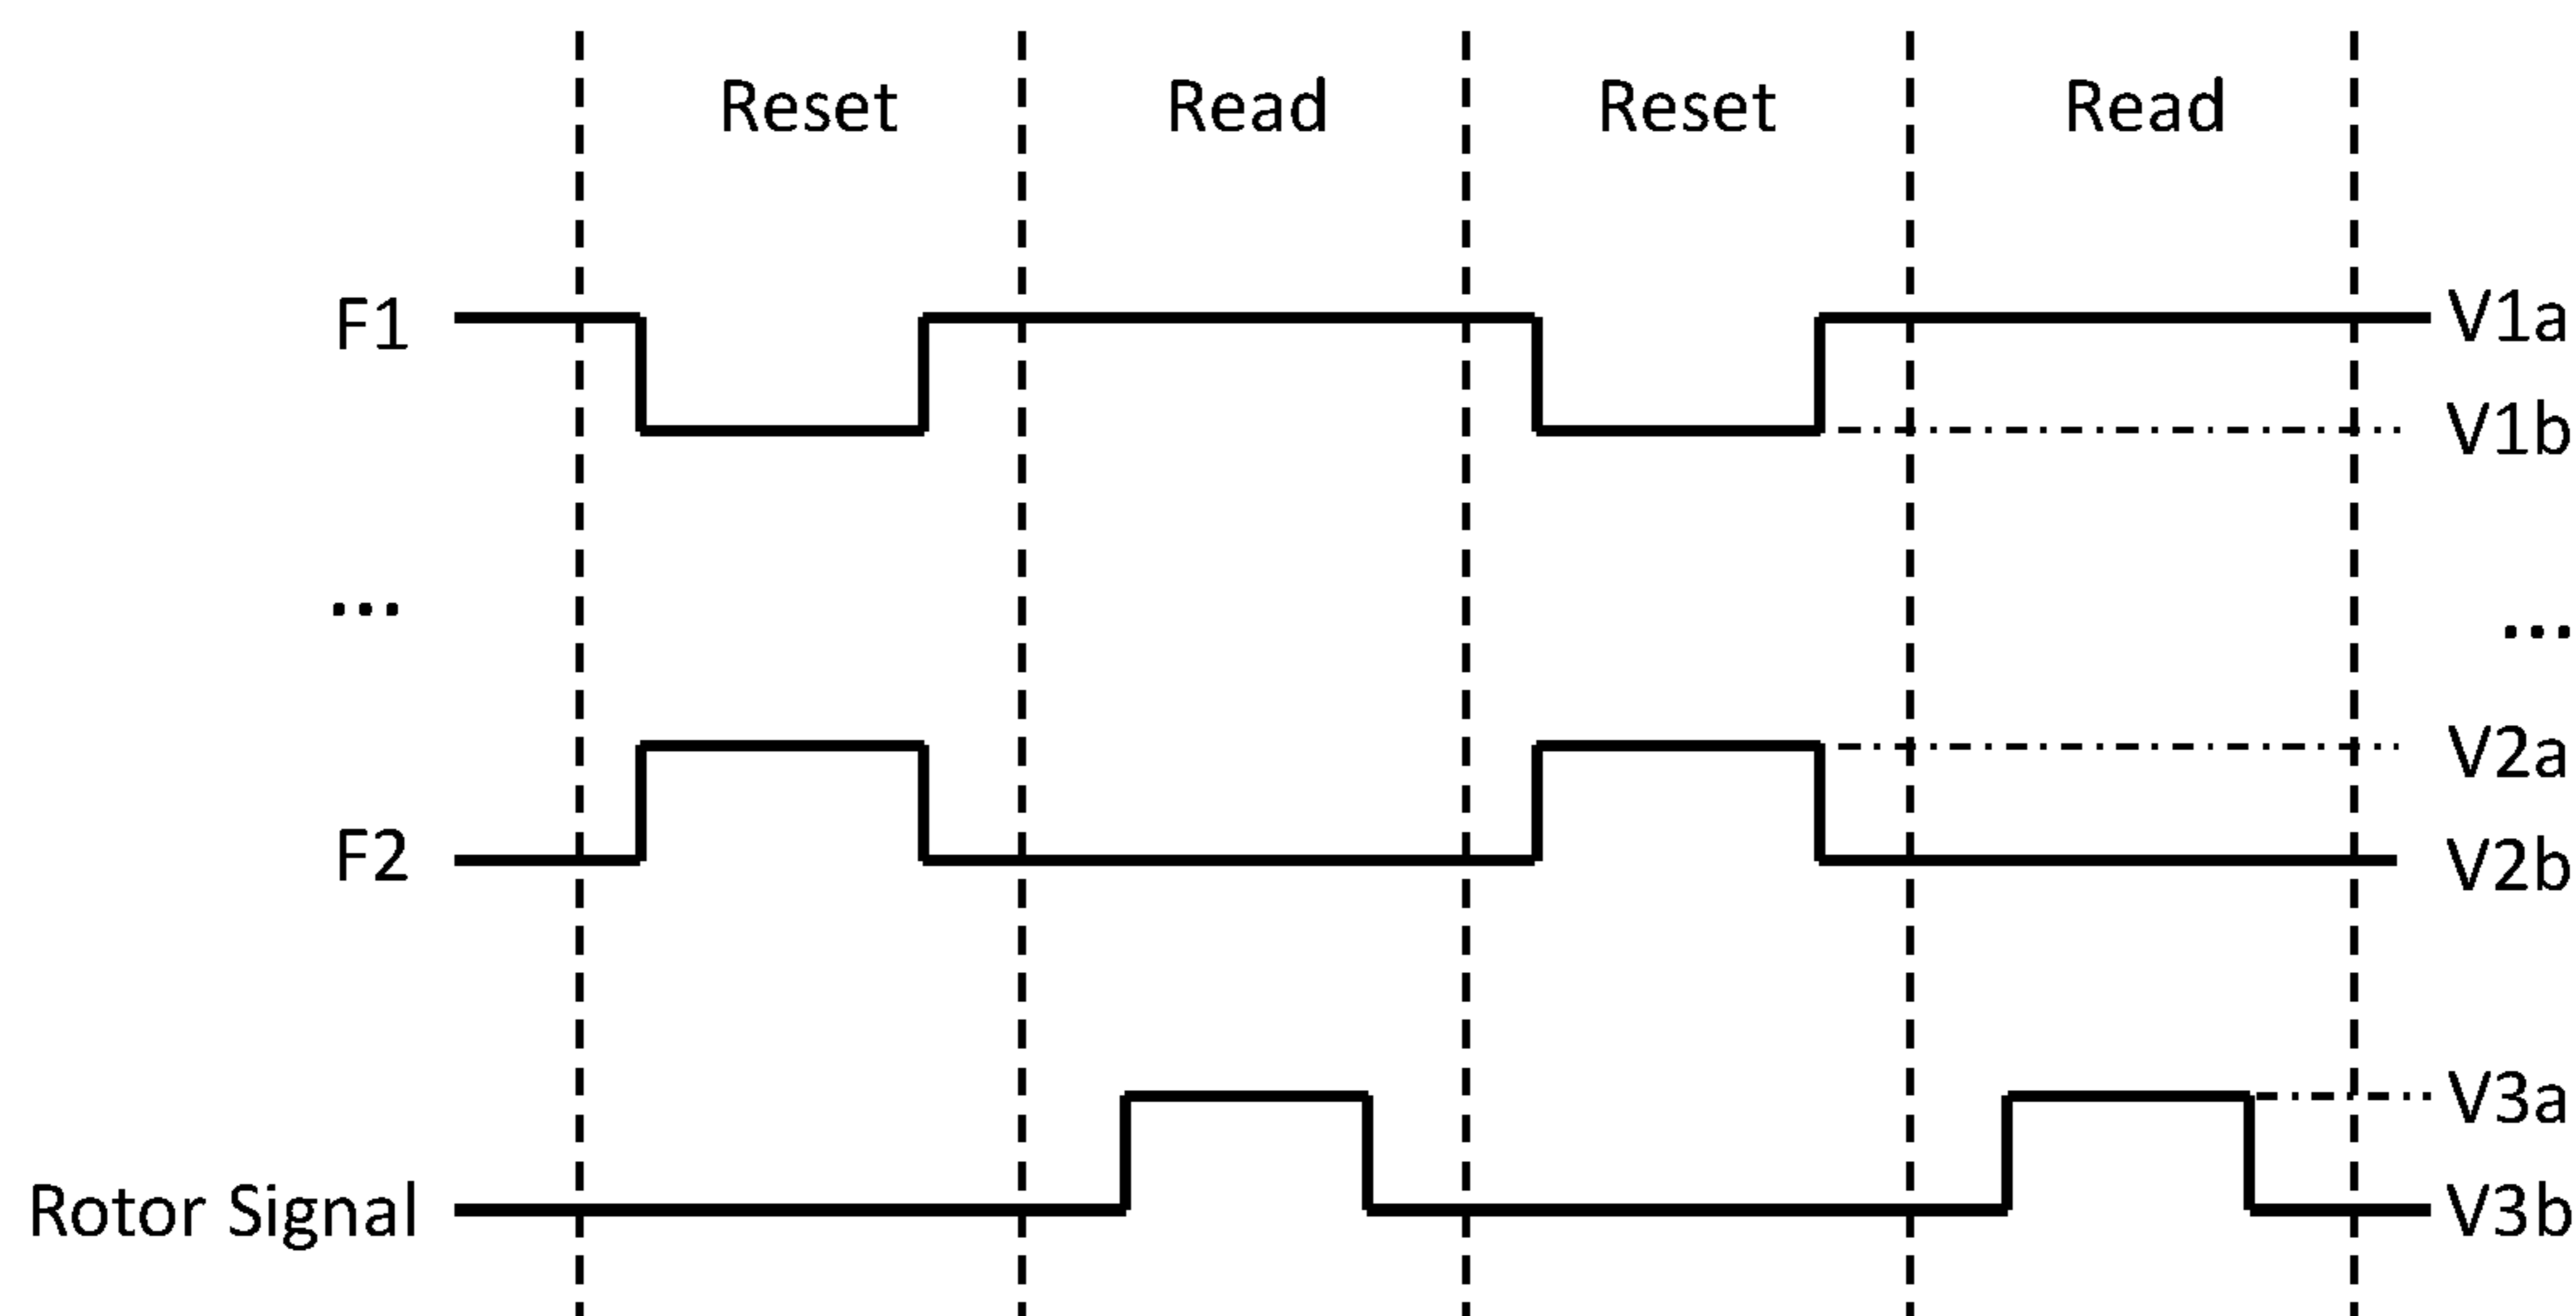 Reset Read Reset Read
F1 V1a
V1b
... ...
V2a
F2 V2b
V3a
Rotor Signal V3b